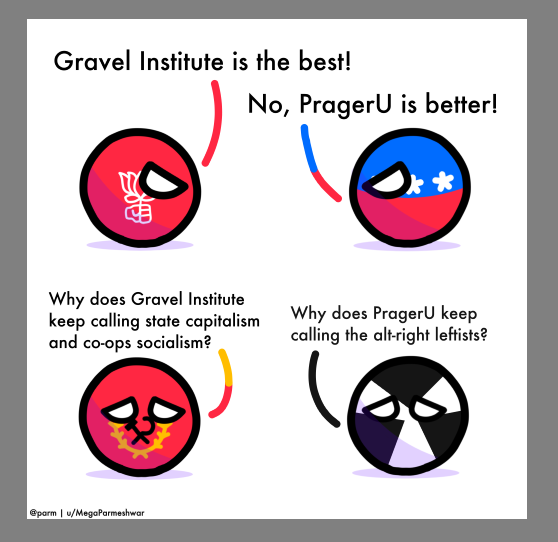 Gravel Institute is the best!
No, PragerU is better!
Why does Gravel Institute
keep calling state capitalism
and co-ops socialism?
Why does PragerU keep
calling the alt-right leftists?
@parm | u/MegaParmeshwar